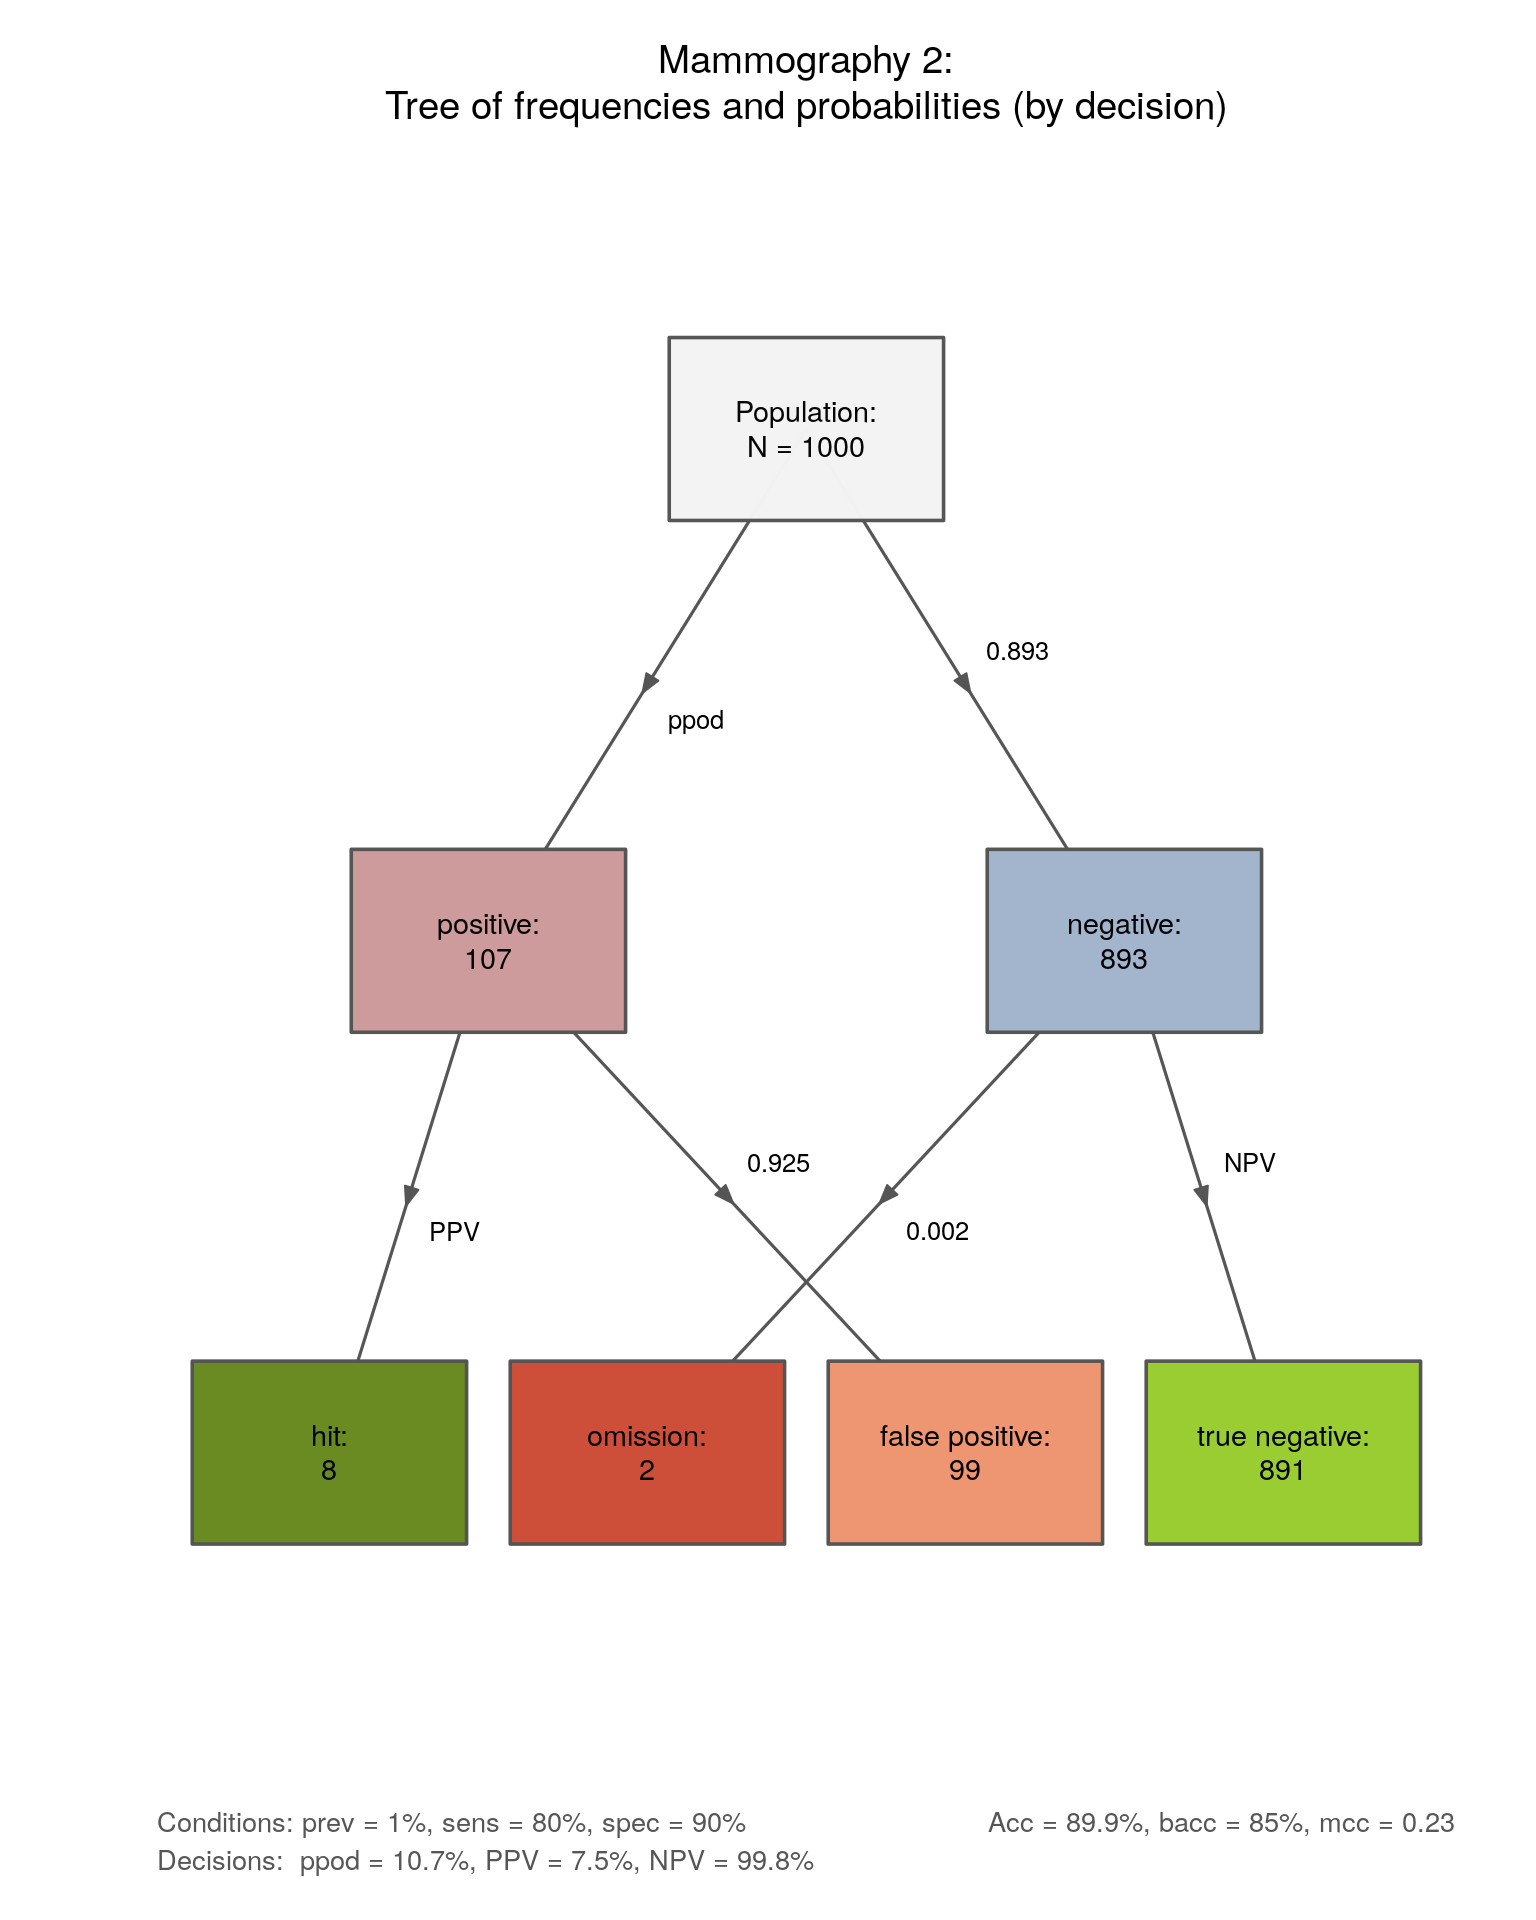 Mammography 2:
Tree of frequencies and probabilities (by decision)
Population:
N = 1000
0.893
ppod
positive:
107
negative:
893
0.925
NPV
PPV
0.002
hit:
8
omission:
2
false positive:
99
true negative:
891
Conditions: prev = 1%, sens = 80%, spec = 90%
Acc = 89.9%, bacc = 85%, mcc = 0.23
Decisions:  ppod = 10.7%, PPV = 7.5%, NPV = 99.8%